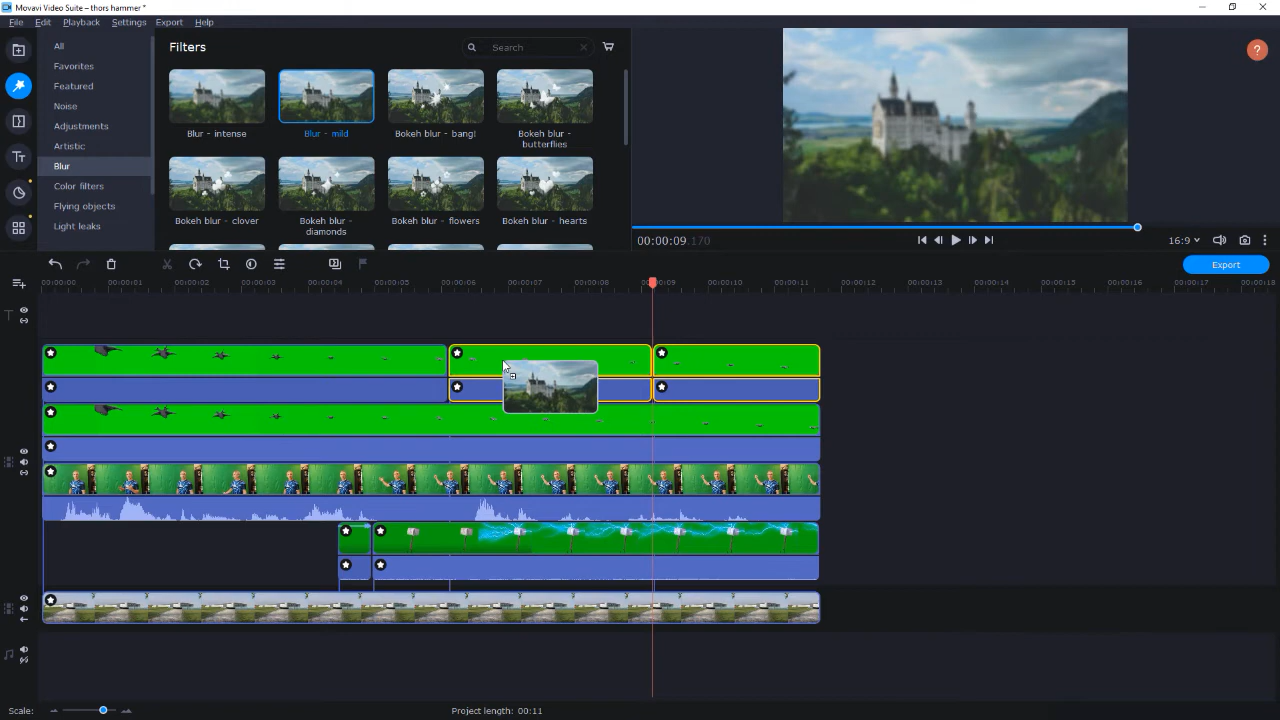 Movavi Video Suite – thors hammer *
File Edit Playback Settings Export Help
All
Favorites
Featured
Noise
Adjustments
Artistic
Blur
Color filters
Flying objects
Light leaks
Filters
Search
Blur - intense
Blur - mild
Bokeh blur - bang!
Bokeh blur -
butterflies
Bokeh blur - clover
Bokeh blur -
diamonds
Bokeh blur - flowers
Bokeh blur - hearts
?
00:00:09.170
16:9
Export
00:00:00 00:00:01 00:00:02 00:00:03 00:00:04 00:00:05 00:00:06 00:00:07 00:00:08 00:00:09 00:00:10 00:00:11 00:00:12 00:00:13 00:00:14 00:00:15 00:00:16 00:00:17 00:00:18
Scale:
Project length: 00:11